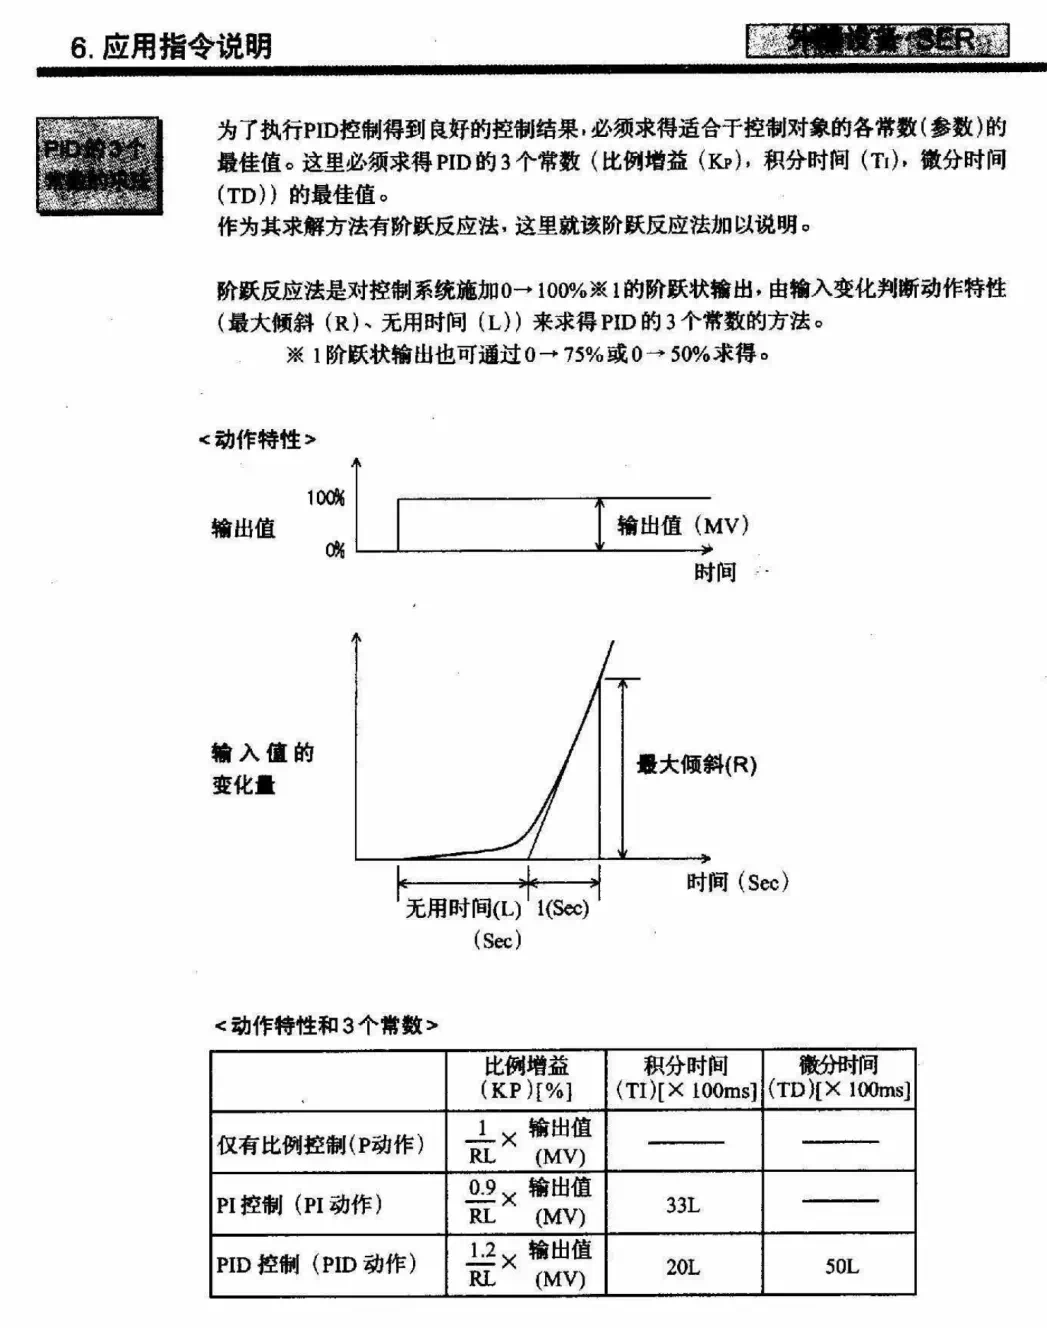 6. 应用指令说明
外围设备·SER
PID的3个
常数的求法
为了执行PID控制得到良好的控制结果，必须求得适合于控制对象的各常数(参数)的
最佳值。这里必须求得PID的3个常数（比例增益（KP），积分时间（TI），微分时间
（TD））的最佳值。
作为其求解方法有阶跃反应法，这里就该阶跃反应法加以说明。
阶跃反应法是对控制系统施加0→100%※1的阶跃状输出，由输入变化判断动作特性
（最大倾斜（R）、无用时间（L））来求得PID的3个常数的方法。
※ 1阶跃状输出也可通过0→75%或0→50%求得。
<动作特性>
100%
输出值
0%
输出值（MV）
时间
输入值的
变化量
最大倾斜(R)
时间（Sec）
无用时间(L) 1(Sec)
（Sec）
<动作特性和3个常数>
比例增益 积分时间 微分时间
（KP）[%] （TI）[×100ms] （TD）[×100ms]
仅有比例控制(P动作) 1/RL × 输出值(MV) —— ——
PI控制（PI动作） 0.9/RL × 输出值(MV) 33L ——
PID控制（PID动作） 1.2/RL × 输出值(MV) 20L 50L